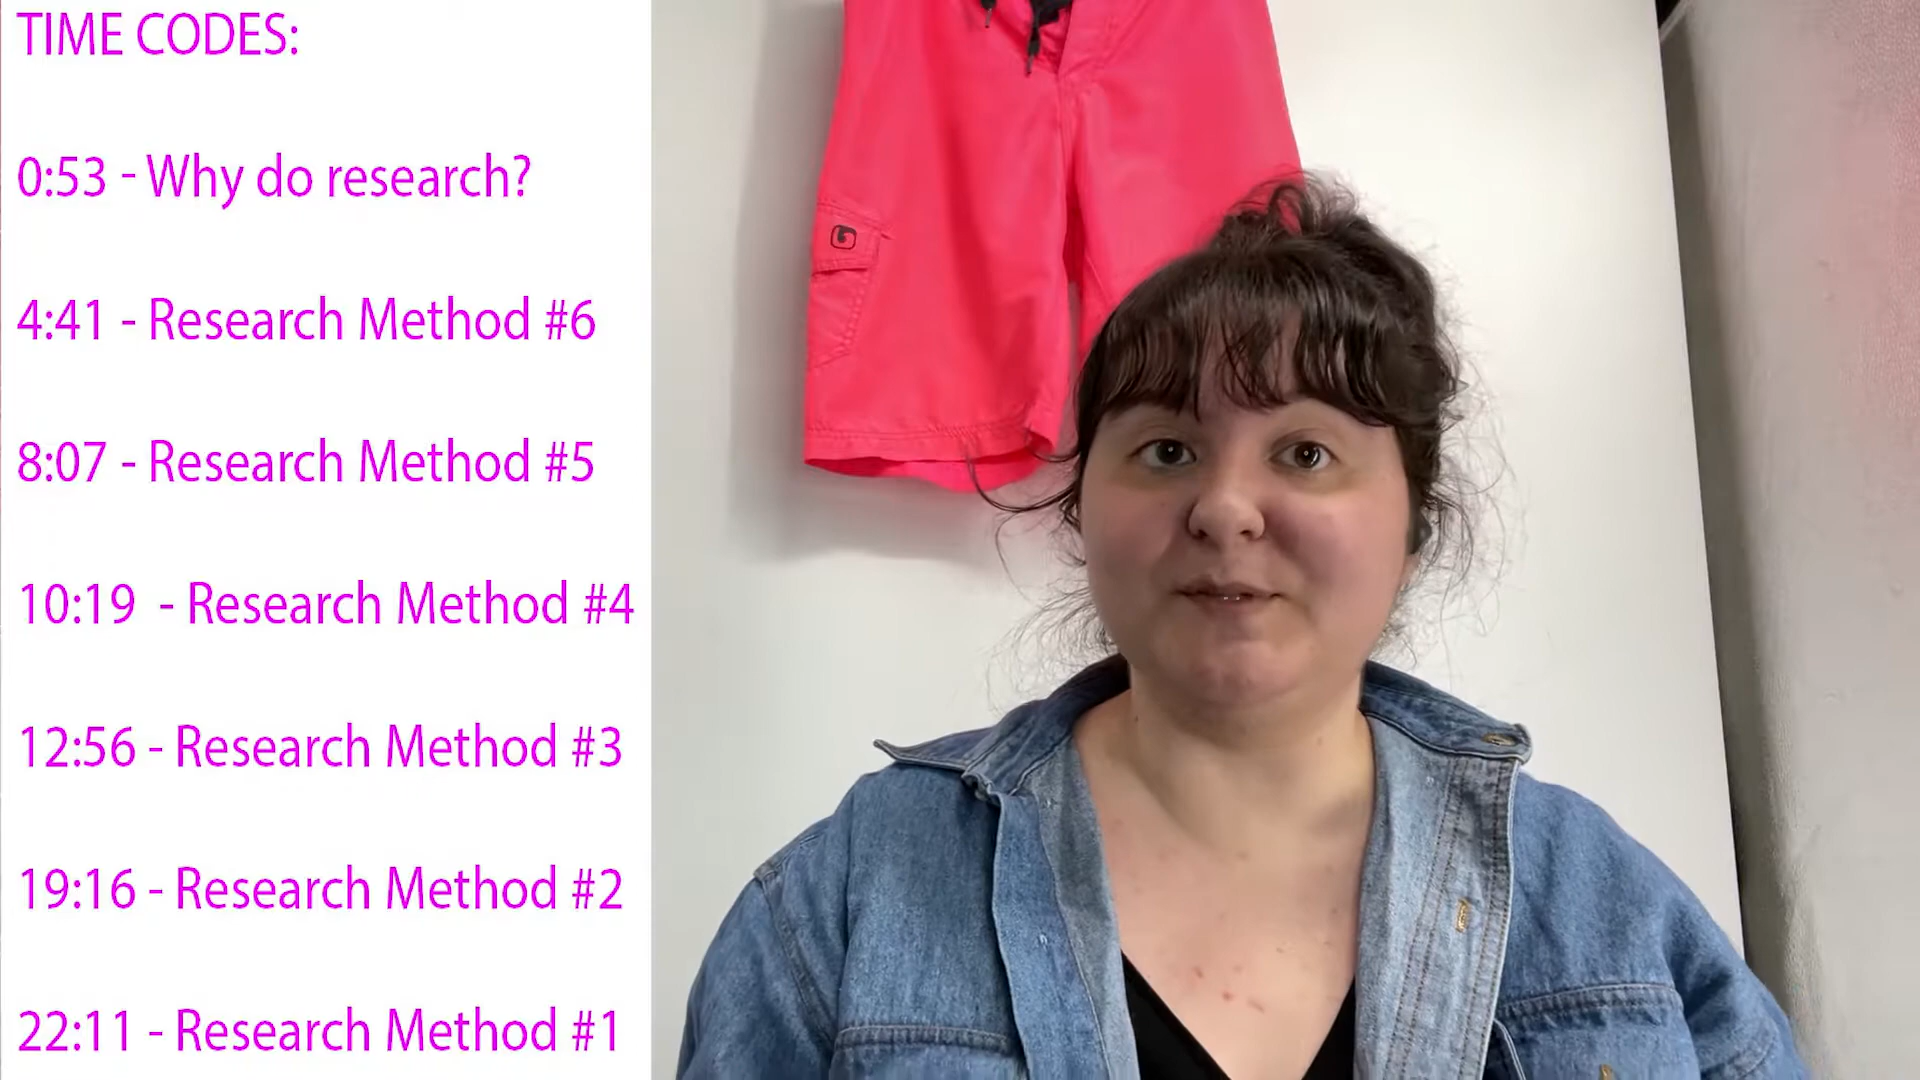 TIME CODES:
0:53 - Why do research?
4:41 - Research Method #6
8:07 - Research Method #5
10:19 - Research Method #4
12:56 - Research Method #3
19:16 - Research Method #2
22:11 - Research Method #1